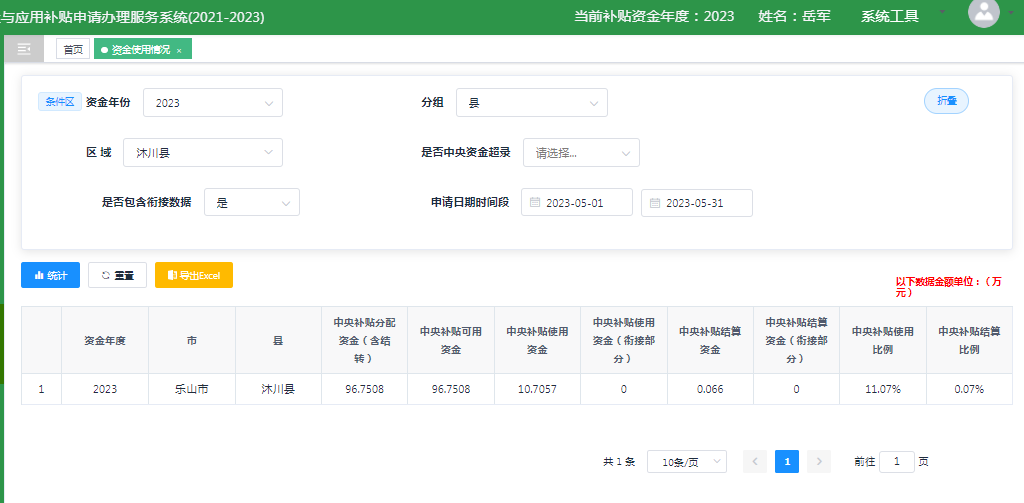 与应用补贴申请办理服务系统(2021-2023)
当前补贴资金年度：2023 姓名：岳军 系统工具
首页 资金使用情况 ×
条件区 资金年份 2023 分组 县 折叠
区 域 沐川县 是否中央资金超录 请选择...
是否包含衔接数据 是 申请日期时间段 2023-05-01 2023-05-31
统计 重置 导出Excel
以下数据金额单位：（万
元）
资金年度 市 县 中央补贴分配资金（含结转） 中央补贴可用资金 中央补贴使用资金 中央补贴使用资金（衔接部分） 中央补贴结算资金 中央补贴结算资金（衔接部分） 中央补贴使用比例 中央补贴结算比例
1 2023 乐山市 沐川县 96.7508 96.7508 10.7057 0 0.066 0 11.07% 0.07%
共 1 条 10条/页 1 前往 1 页